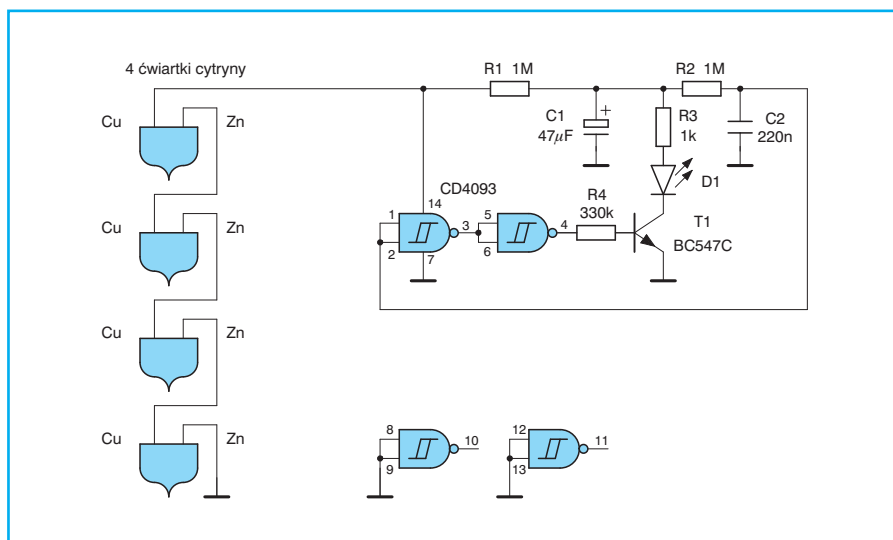 4 ćwiartki cytryny
R1 1M
R2 1M
Cu
Zn
C1
47µF
+
R3
1k
C2
220n
D1
CD4093
R4
330k
T1
BC547C
14
1
2
3
7
5
6
4
Cu
Zn
Cu
Zn
Cu
Zn
8
9
10
12
13
11